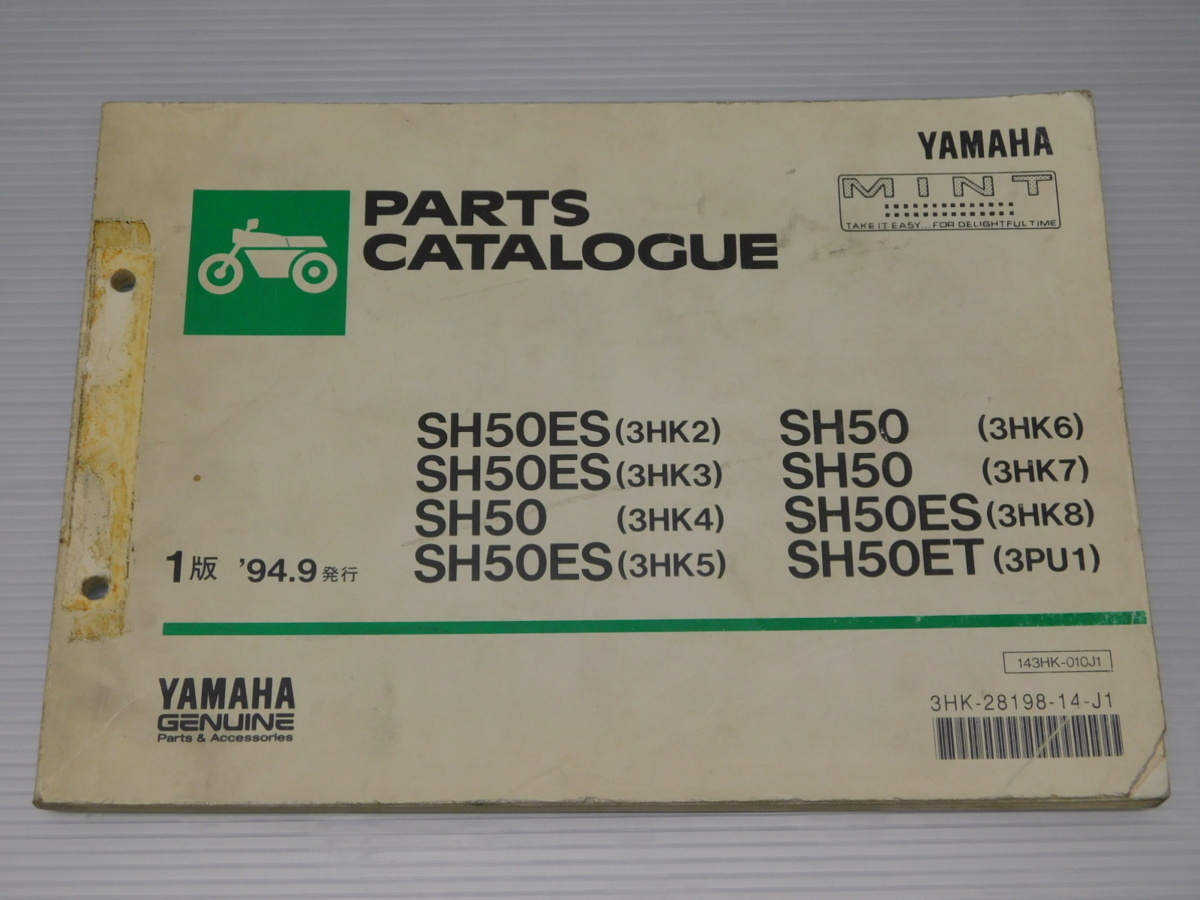 YAMAHA
MINT
TAKE IT EASY...FOR DELIGHTFUL TIME
PARTS
CATALOGUE
SH50ES (3HK2)
SH50ES (3HK3)
SH50 (3HK4)
SH50ES (3HK5)
SH50 (3HK6)
SH50 (3HK7)
SH50ES (3HK8)
SH50ET (3PU1)
1版 '94.9発行
YAMAHA
GENUINE
Parts & Accessories
143HK-010J1
3HK-28198-14-J1